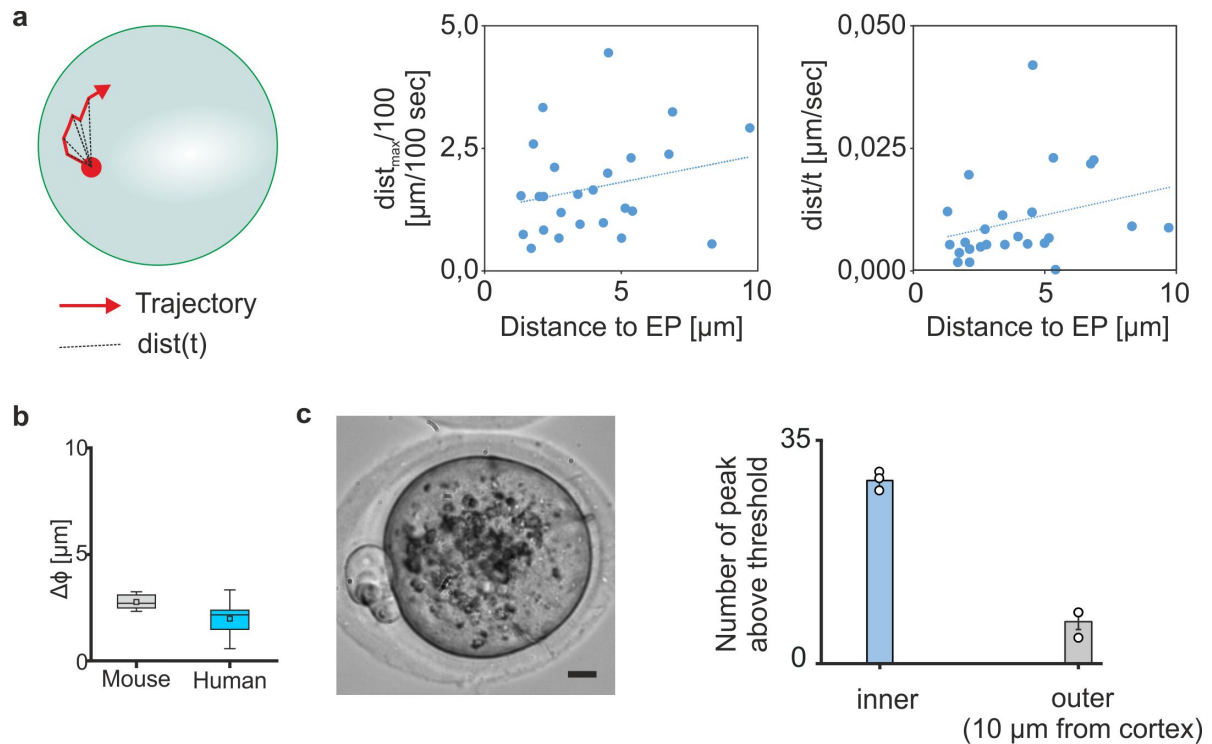 a
Trajectory
dist(t)
5,0
2,5
0,0
0
5
10
distmax/100
[µm/100 sec]
Distance to EP [µm]
0,050
0,025
0,000
0
5
10
dist/t [µm/sec]
Distance to EP [µm]
b
10
5
0
Δϕ [µm]
Mouse
Human
c
35
0
Number of peak
above threshold
inner
outer
(10 µm from cortex)